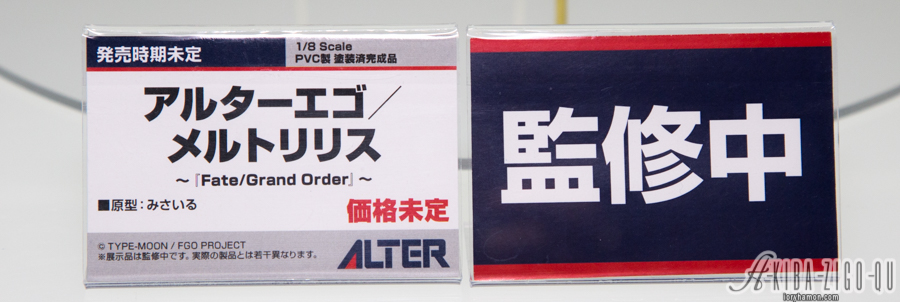 発売時期未定
1/8 Scale
PVC製 塗装済完成品
アルターエゴ／
メルトリリス
～『Fate/Grand Order』～
■原型：みさいる
価格未定
© TYPE-MOON / FGO PROJECT
※展示品は監修中です。実際の製品とは若干異なります。
ALTER
監修中
A-KIBA-ZIGO-QU
loryhamon.com